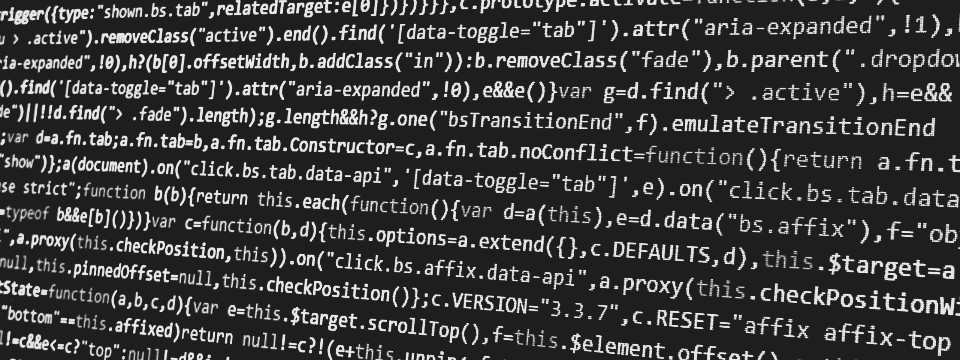 rigger({type:"shown.bs.tab",relatedTarget:e[0]})})}}},c.prototype.activate=function(
u > .active").removeClass("active").end().find('[data-toggle="tab"]').attr("aria-expanded",!1),
ria-expanded",!0),h?(b[0].offsetWidth,b.addClass("in")):b.removeClass("fade"),b.parent(".dropdow
().find('[data-toggle="tab"]').attr("aria-expanded",!0),e&&e()}var g=d.find("> .active"),h=e&&
de")||!!d.find("> .fade").length);g.length&&h?g.one("bsTransitionEnd",f).emulateTransitionEnd
;var d=a.fn.tab;a.fn.tab=b,a.fn.tab.Constructor=c,a.fn.tab.noConflict=function(){return a.fn.t
"show")};a(document).on("click.bs.tab.data-api",'[data-toggle="tab"]',e).on("click.bs.tab.data
se strict";function b(b){return this.each(function(){var d=a(this),e=d.data("bs.affix"),f="ob
=typeof b&&e[b]()})}var c=function(b,d){this.options=a.extend({},c.DEFAULTS,d),this.$target=a
",a.proxy(this.checkPosition,this)).on("click.bs.affix.data-api",a.proxy(this.checkPositionWi
null,this.pinnedOffset=null,this.checkPosition()};c.VERSION="3.3.7",c.RESET="affix affix-top
tState=function(a,b,c,d){var e=this.$target.scrollTop(),f=this.$element.offset()
"bottom"==this.affixed)return null!=c?!(e+this.unpin
!=c&&e<=c?"top":null!=d&&